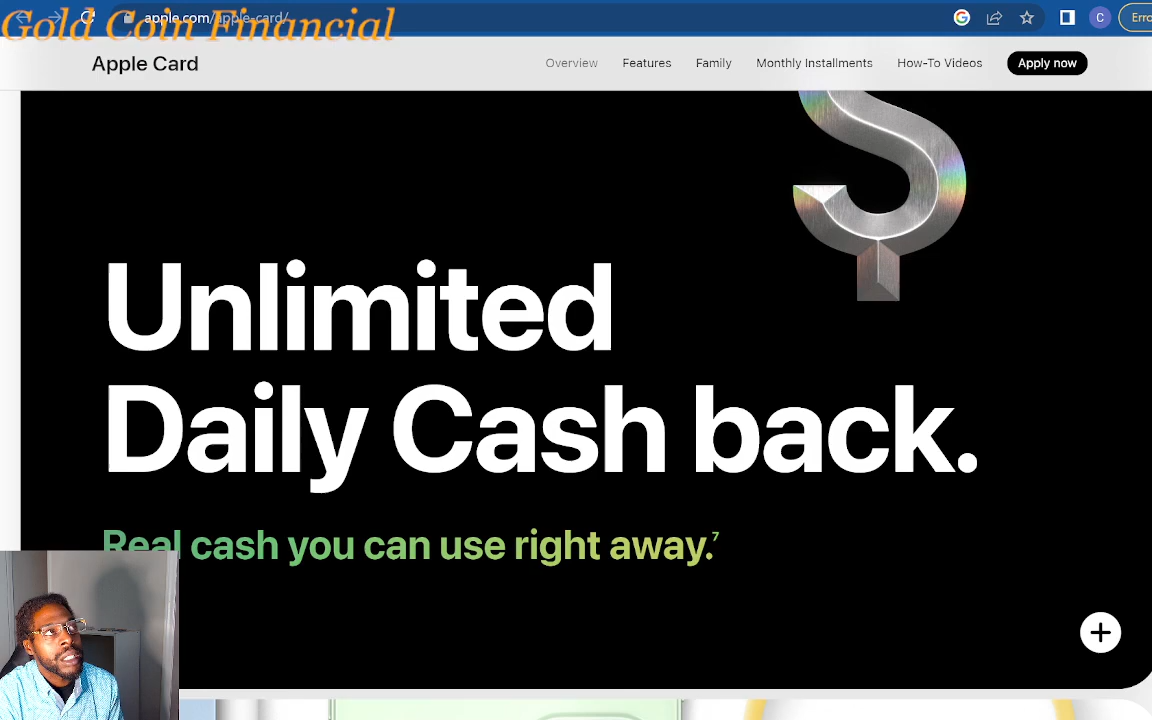 Gold Coin Financial
apple.com/apple-card/
C
Erro
Apple Card
Overview Features Family Monthly Installments How-To Videos Apply now
Unlimited
Daily Cash back.
Real cash you can use right away.7